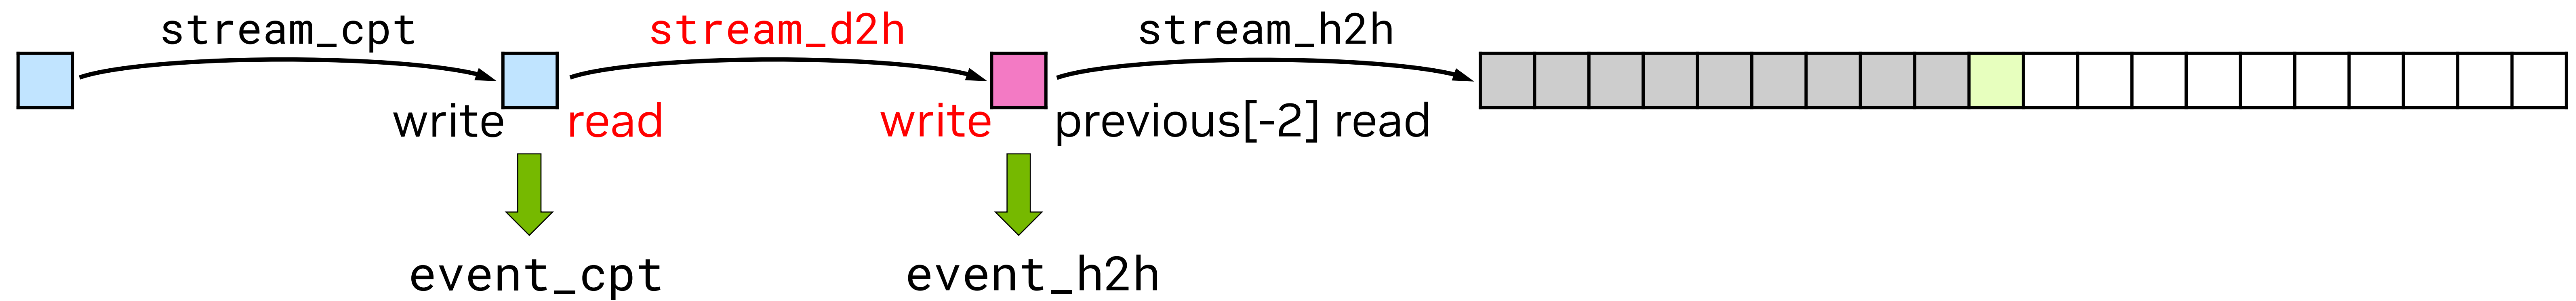 stream_cpt stream_d2h stream_h2h
write read write previous[-2] read
event_cpt event_h2h